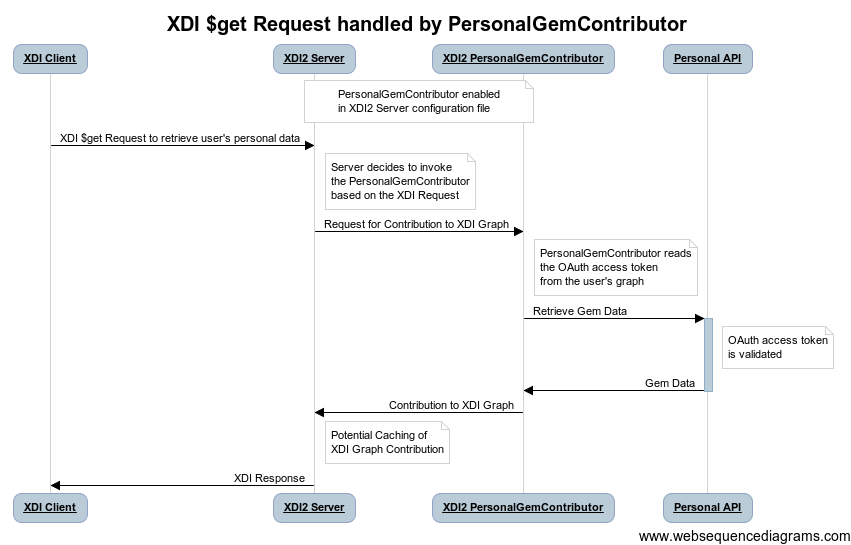 XDI $get Request handled by PersonalGemContributor
XDI Client
XDI2 Server
XDI2 PersonalGemContributor
Personal API
PersonalGemContributor enabled
in XDI2 Server configuration file
XDI $get Request to retrieve user's personal data
Server decides to invoke
the PersonalGemContributor
based on the XDI Request
Request for Contribution to XDI Graph
PersonalGemContributor reads
the OAuth access token
from the user's graph
Retrieve Gem Data
OAuth access token
is validated
Gem Data
Contribution to XDI Graph
Potential Caching of
XDI Graph Contribution
XDI Response
XDI Client
XDI2 Server
XDI2 PersonalGemContributor
Personal API
www.websequencediagrams.com